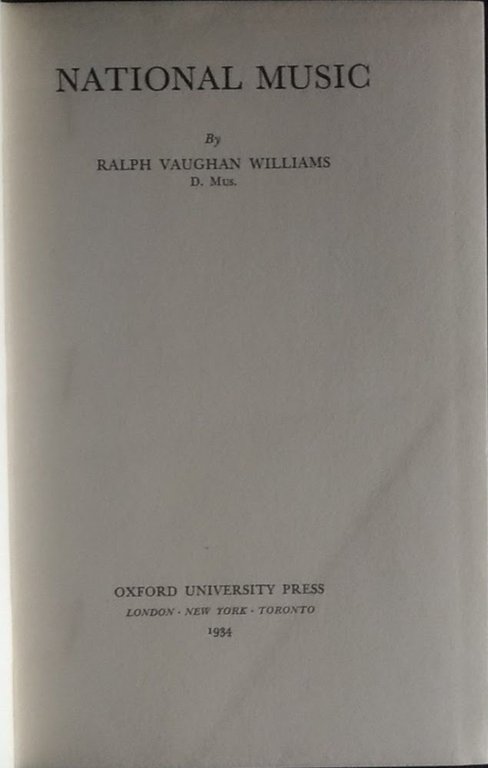 NATIONAL MUSIC
By
RALPH VAUGHAN WILLIAMS
D. Mus.
OXFORD UNIVERSITY PRESS
LONDON · NEW YORK · TORONTO
1934